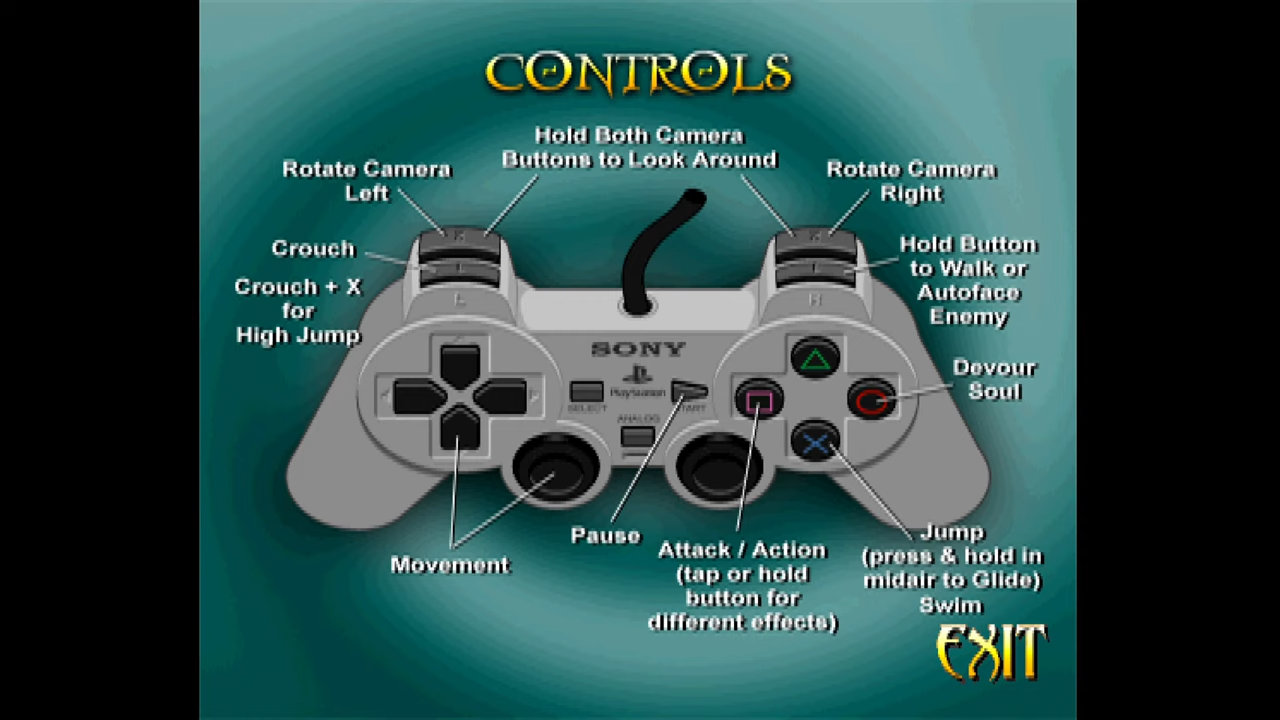 CONTROLS
Hold Both Camera
Buttons to Look Around
Rotate Camera
Left
Rotate Camera
Right
Crouch
Crouch + X
for
High Jump
Hold Button
to Walk or
Autoface
Enemy
SONY
PlayStation
SELECT
ANALOG
Devour
Soul
Movement
Pause
Attack / Action
(tap or hold
button for
different effects)
Jump
(press & hold in
midair to Glide)
Swim
EXIT